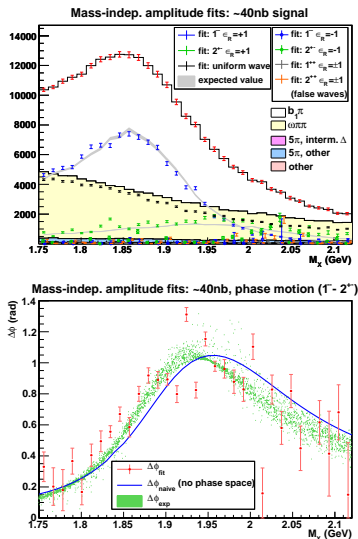 Mass-indep. amplitude fits: ~40nb signal
fit: 1⁻ ε_R=+1
fit: 2⁺ ε_R=+1
fit: uniform wave
expected value
fit: 1⁻ ε_R=-1
fit: 2⁺ ε_R=-1
fit: 1⁺⁺ ε_R=±1
fit: 2⁺⁺ ε_R=±1
(false waves)
b₁π
ωππ
5π, interm. Δ
5π, other
other
14000
12000
10000
8000
6000
4000
2000
1.75 1.8 1.85 1.9 1.95 2 2.05 2.1
M_X (GeV)
Mass-indep. amplitude fits: ~40nb, phase motion (1⁻- 2⁺)
Δϕ (rad)
1.4
1.2
1
0.8
0.6
0.4
0.2
0
Δϕ_fit
Δϕ_naive (no phase space)
Δϕ_exp
1.75 1.8 1.85 1.9 1.95 2 2.05 2.1
M_X (GeV)